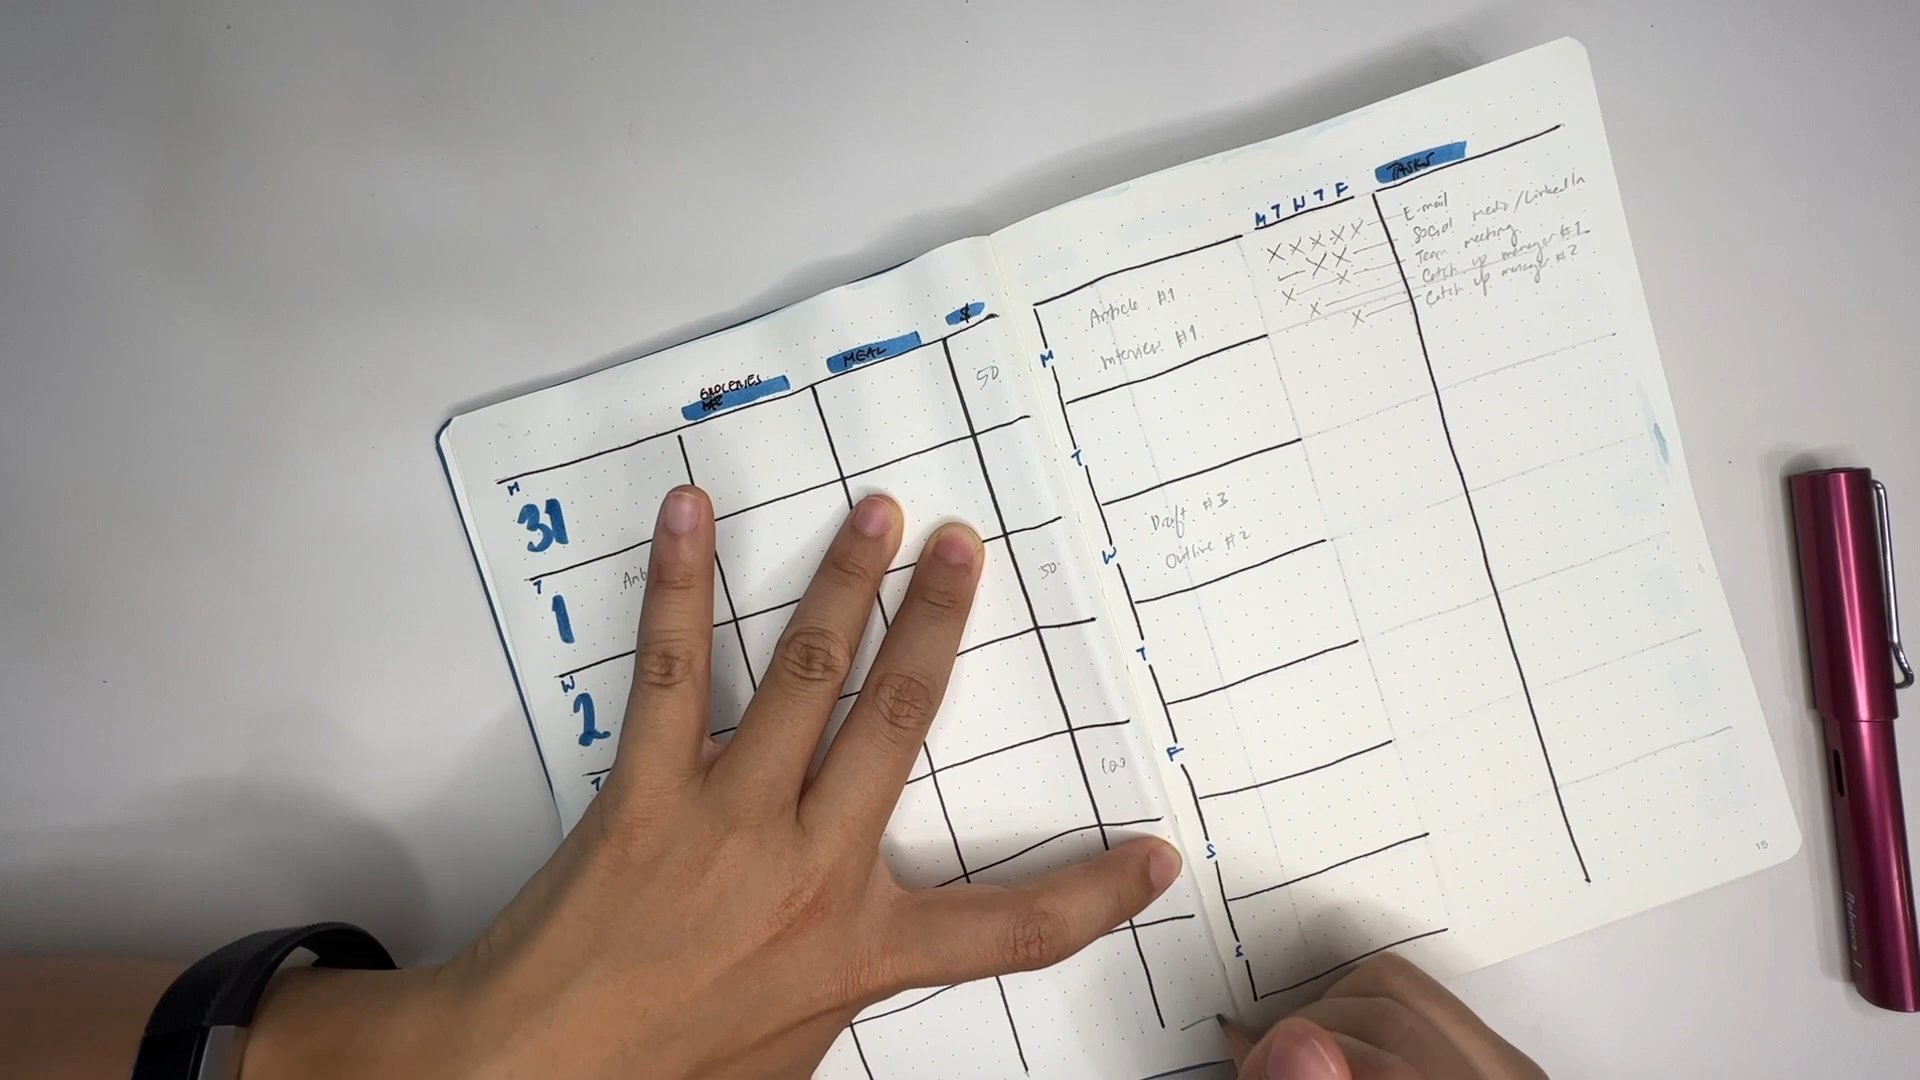 GROCERIES
MEAL
$
M
31
50
T
1
W
2
50
T
100
M T W T F
TASKS
E-mail
Social Media/LinkedIn
Team meeting
Catch up manager #1
Catch up manager #2
X X X X X
X X
X
X
X
X
M
Article #1
Interview #1
T
W
Draft #3
Outline #2
T
F
S
S
15
Rebecca